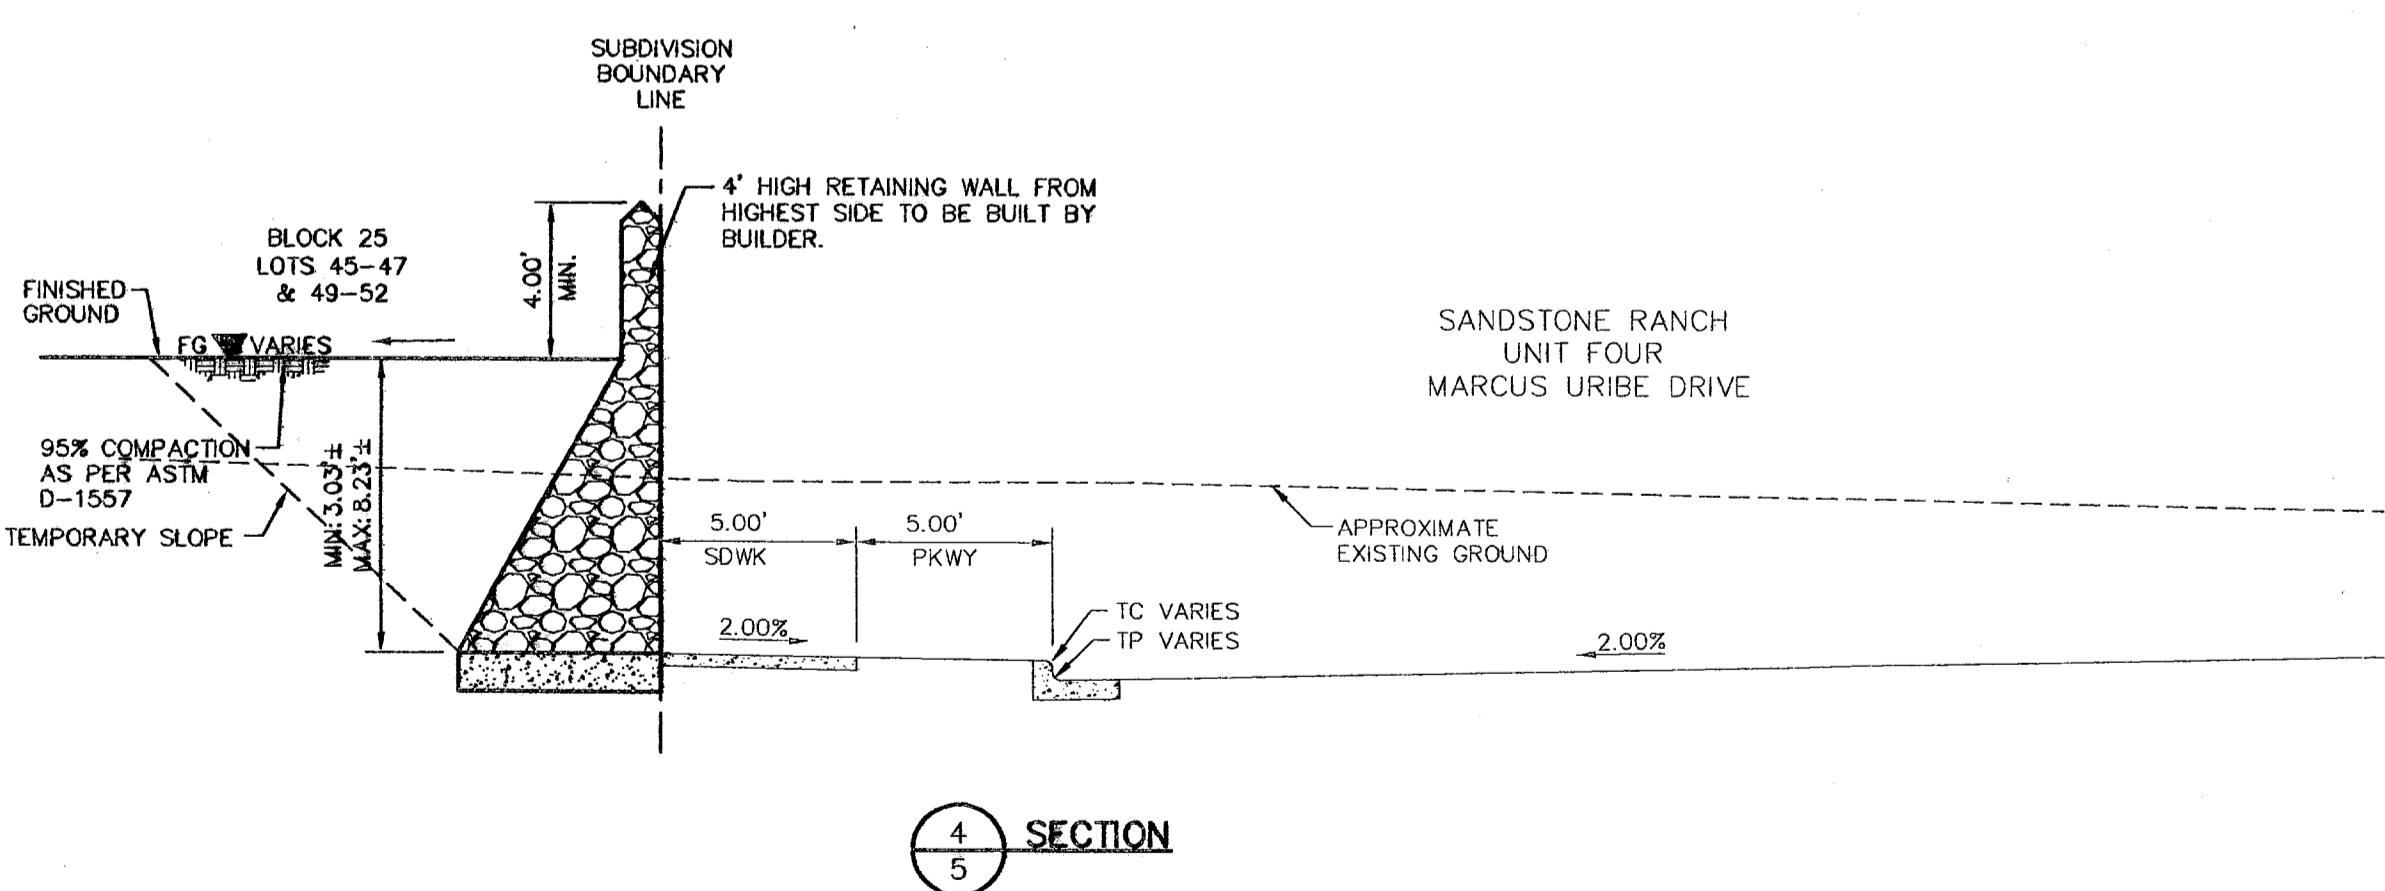 SUBDIVISION
BOUNDARY
LINE
4' HIGH RETAINING WALL FROM
HIGHEST SIDE TO BE BUILT BY
BUILDER.
4.00'
MIN.
BLOCK 25
LOTS 45-47
& 49-52
FINISHED
GROUND
FG VARIES
SANDSTONE RANCH
UNIT FOUR
MARCUS URIBE DRIVE
95% COMPACTION
AS PER ASTM
D-1557
TEMPORARY SLOPE
MIN: 3.03'±
MAX: 8.23'±
5.00'
SDWK
5.00'
PKWY
APPROXIMATE
EXISTING GROUND
2.00%
TC VARIES
TP VARIES
2.00%
4
5
SECTION